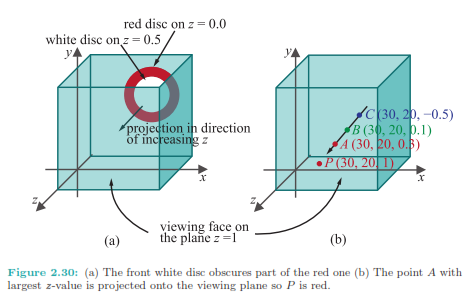 red disc on z = 0.0
white disc on z = 0.5
y
y
C (30, 20, −0.5)
B (30, 20, 0.1)
A (30, 20, 0.3)
P (30, 20, 1)
projection in direction
of increasing z
x
x
z
z
viewing face on
the plane z =1
(a)
(b)
Figure 2.30: (a) The front white disc obscures part of the red one (b) The point A with
largest z-value is projected onto the viewing plane so P is red.